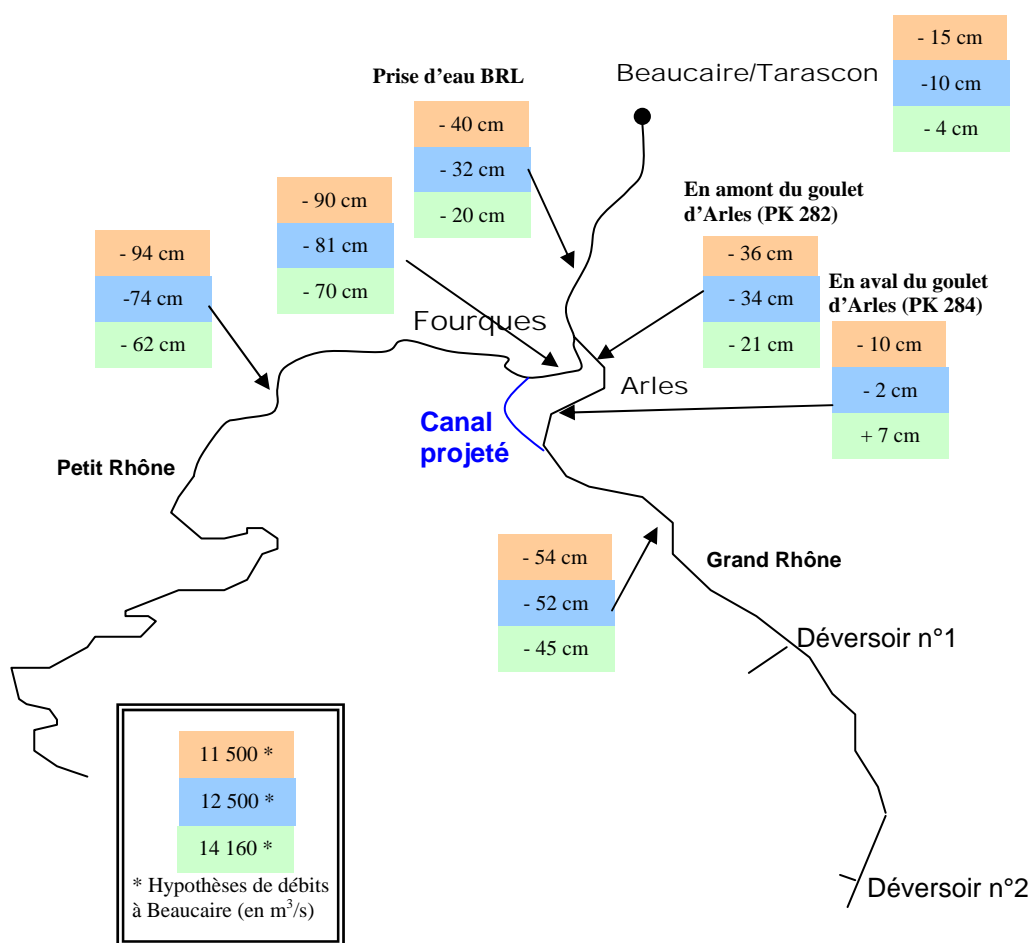 - 15 cm
-10 cm
- 4 cm
Beaucaire/Tarascon
Prise d'eau BRL
- 40 cm
- 32 cm
- 20 cm
- 90 cm
- 81 cm
- 70 cm
- 94 cm
-74 cm
- 62 cm
En amont du goulet
d'Arles (PK 282)
- 36 cm
- 34 cm
- 21 cm
En aval du goulet
d'Arles (PK 284)
- 10 cm
- 2 cm
+ 7 cm
Fourques
Arles
Canal
projeté
Petit Rhône
- 54 cm
- 52 cm
- 45 cm
Grand Rhône
Déversoir n°1
Déversoir n°2
11 500 *
12 500 *
14 160 *
* Hypothèses de débits
à Beaucaire (en m³/s)